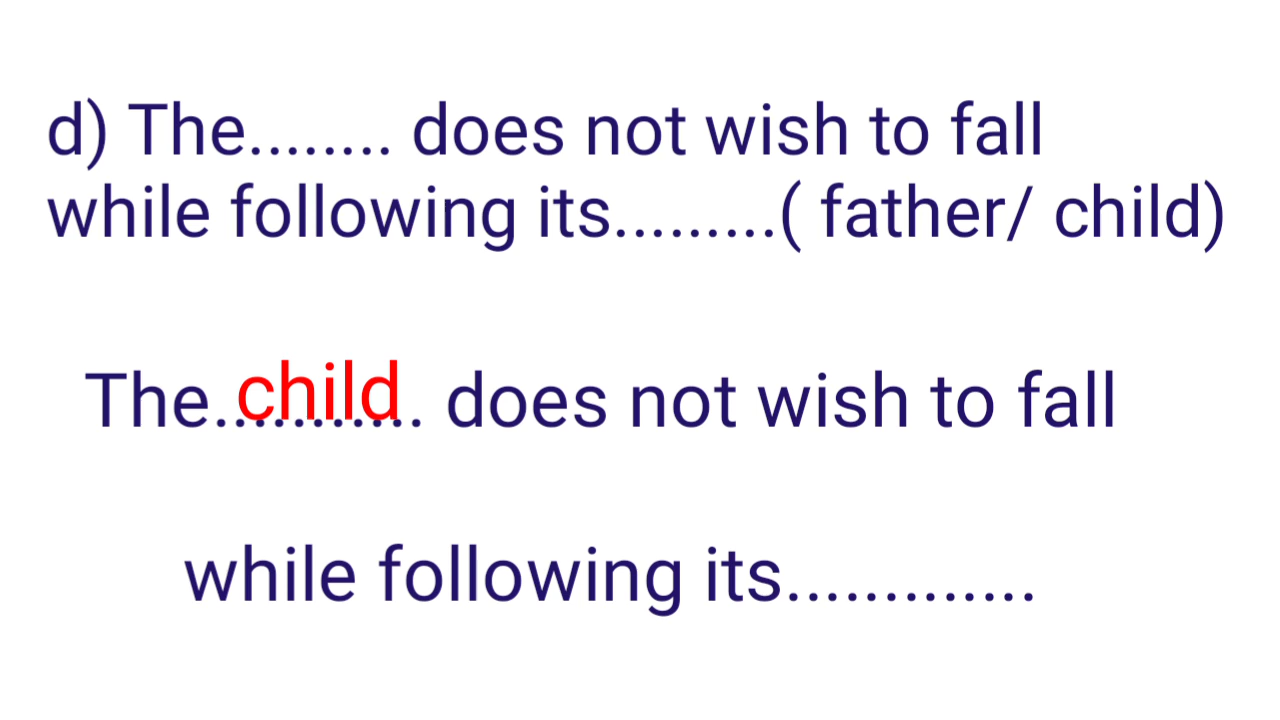 d) The........ does not wish to fall
while following its.........( father/ child)
The.child. does not wish to fall
while following its.............